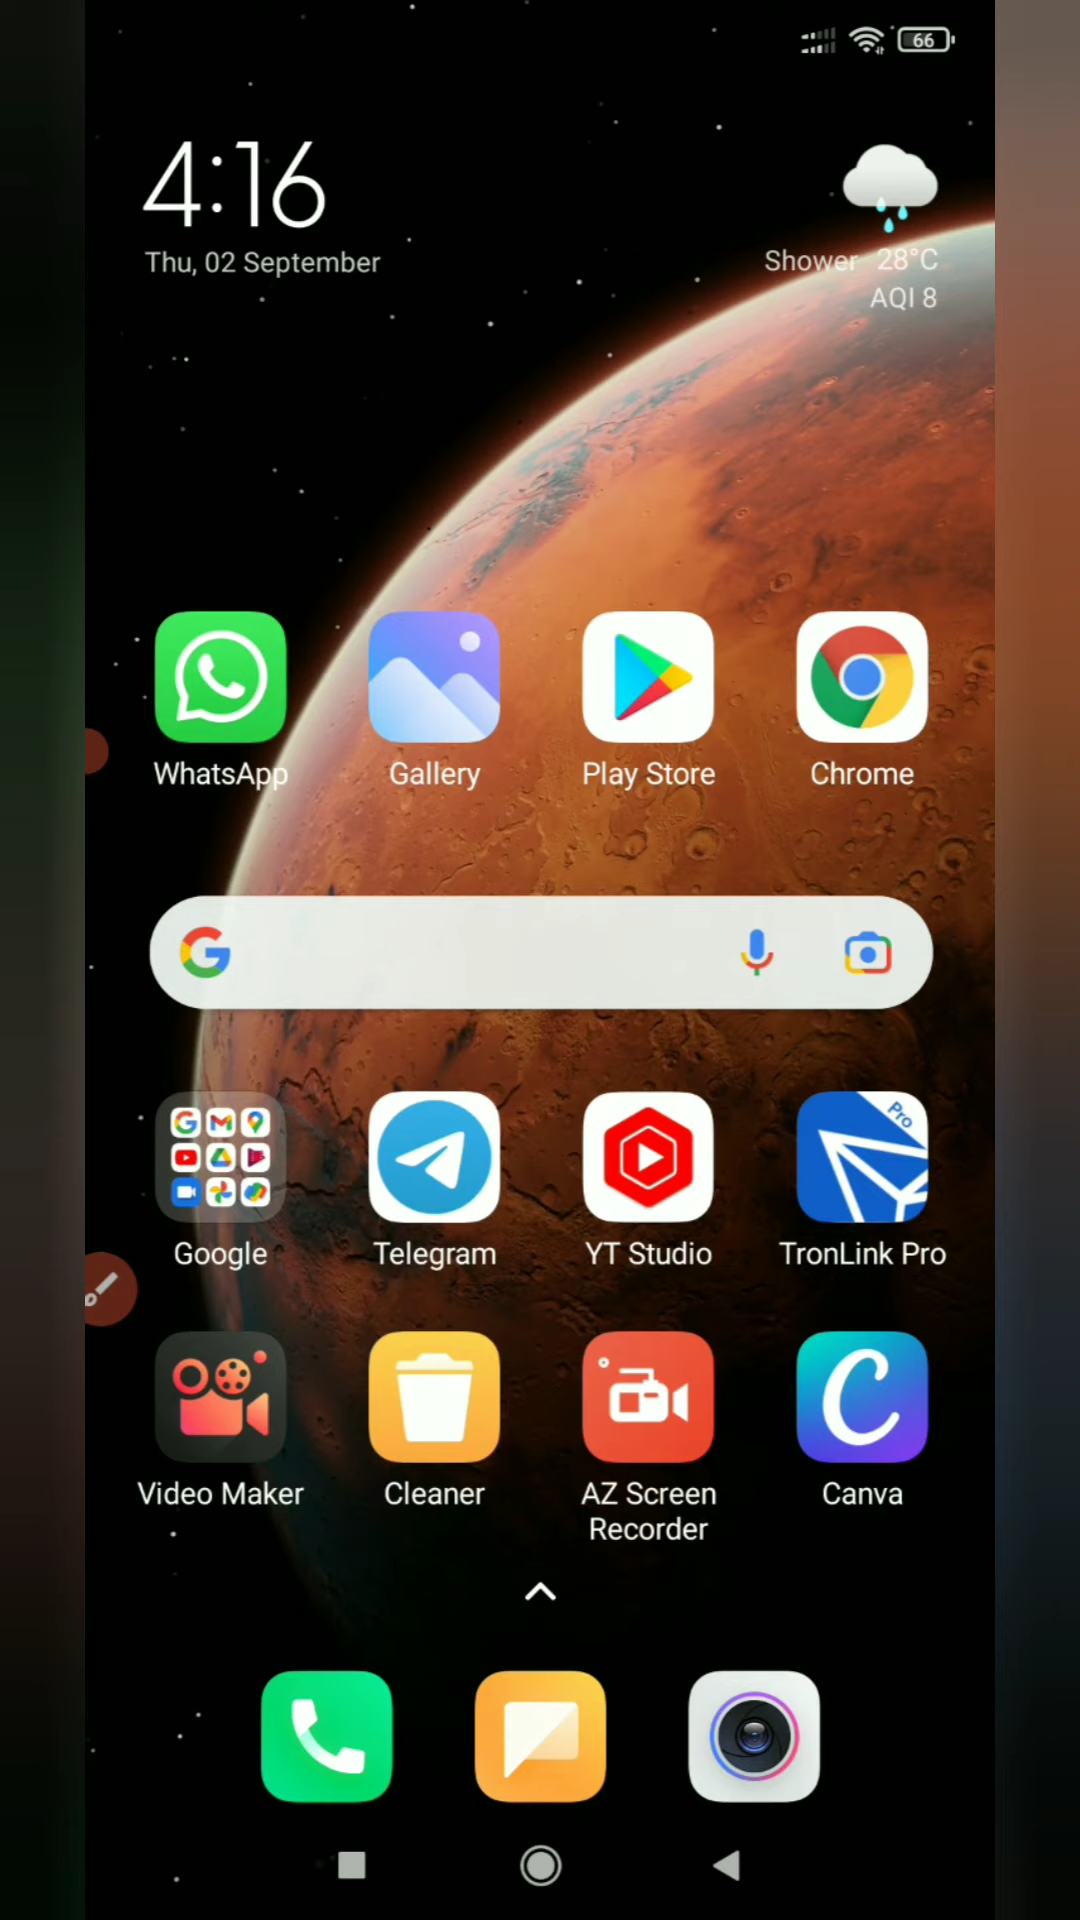 66
4:16
Thu, 02 September
Shower 28°C
AQI 8
WhatsApp
Gallery
Play Store
Chrome
Pro
Google
Telegram
YT Studio
TronLink Pro
Video Maker
Cleaner
AZ Screen
Recorder
Canva